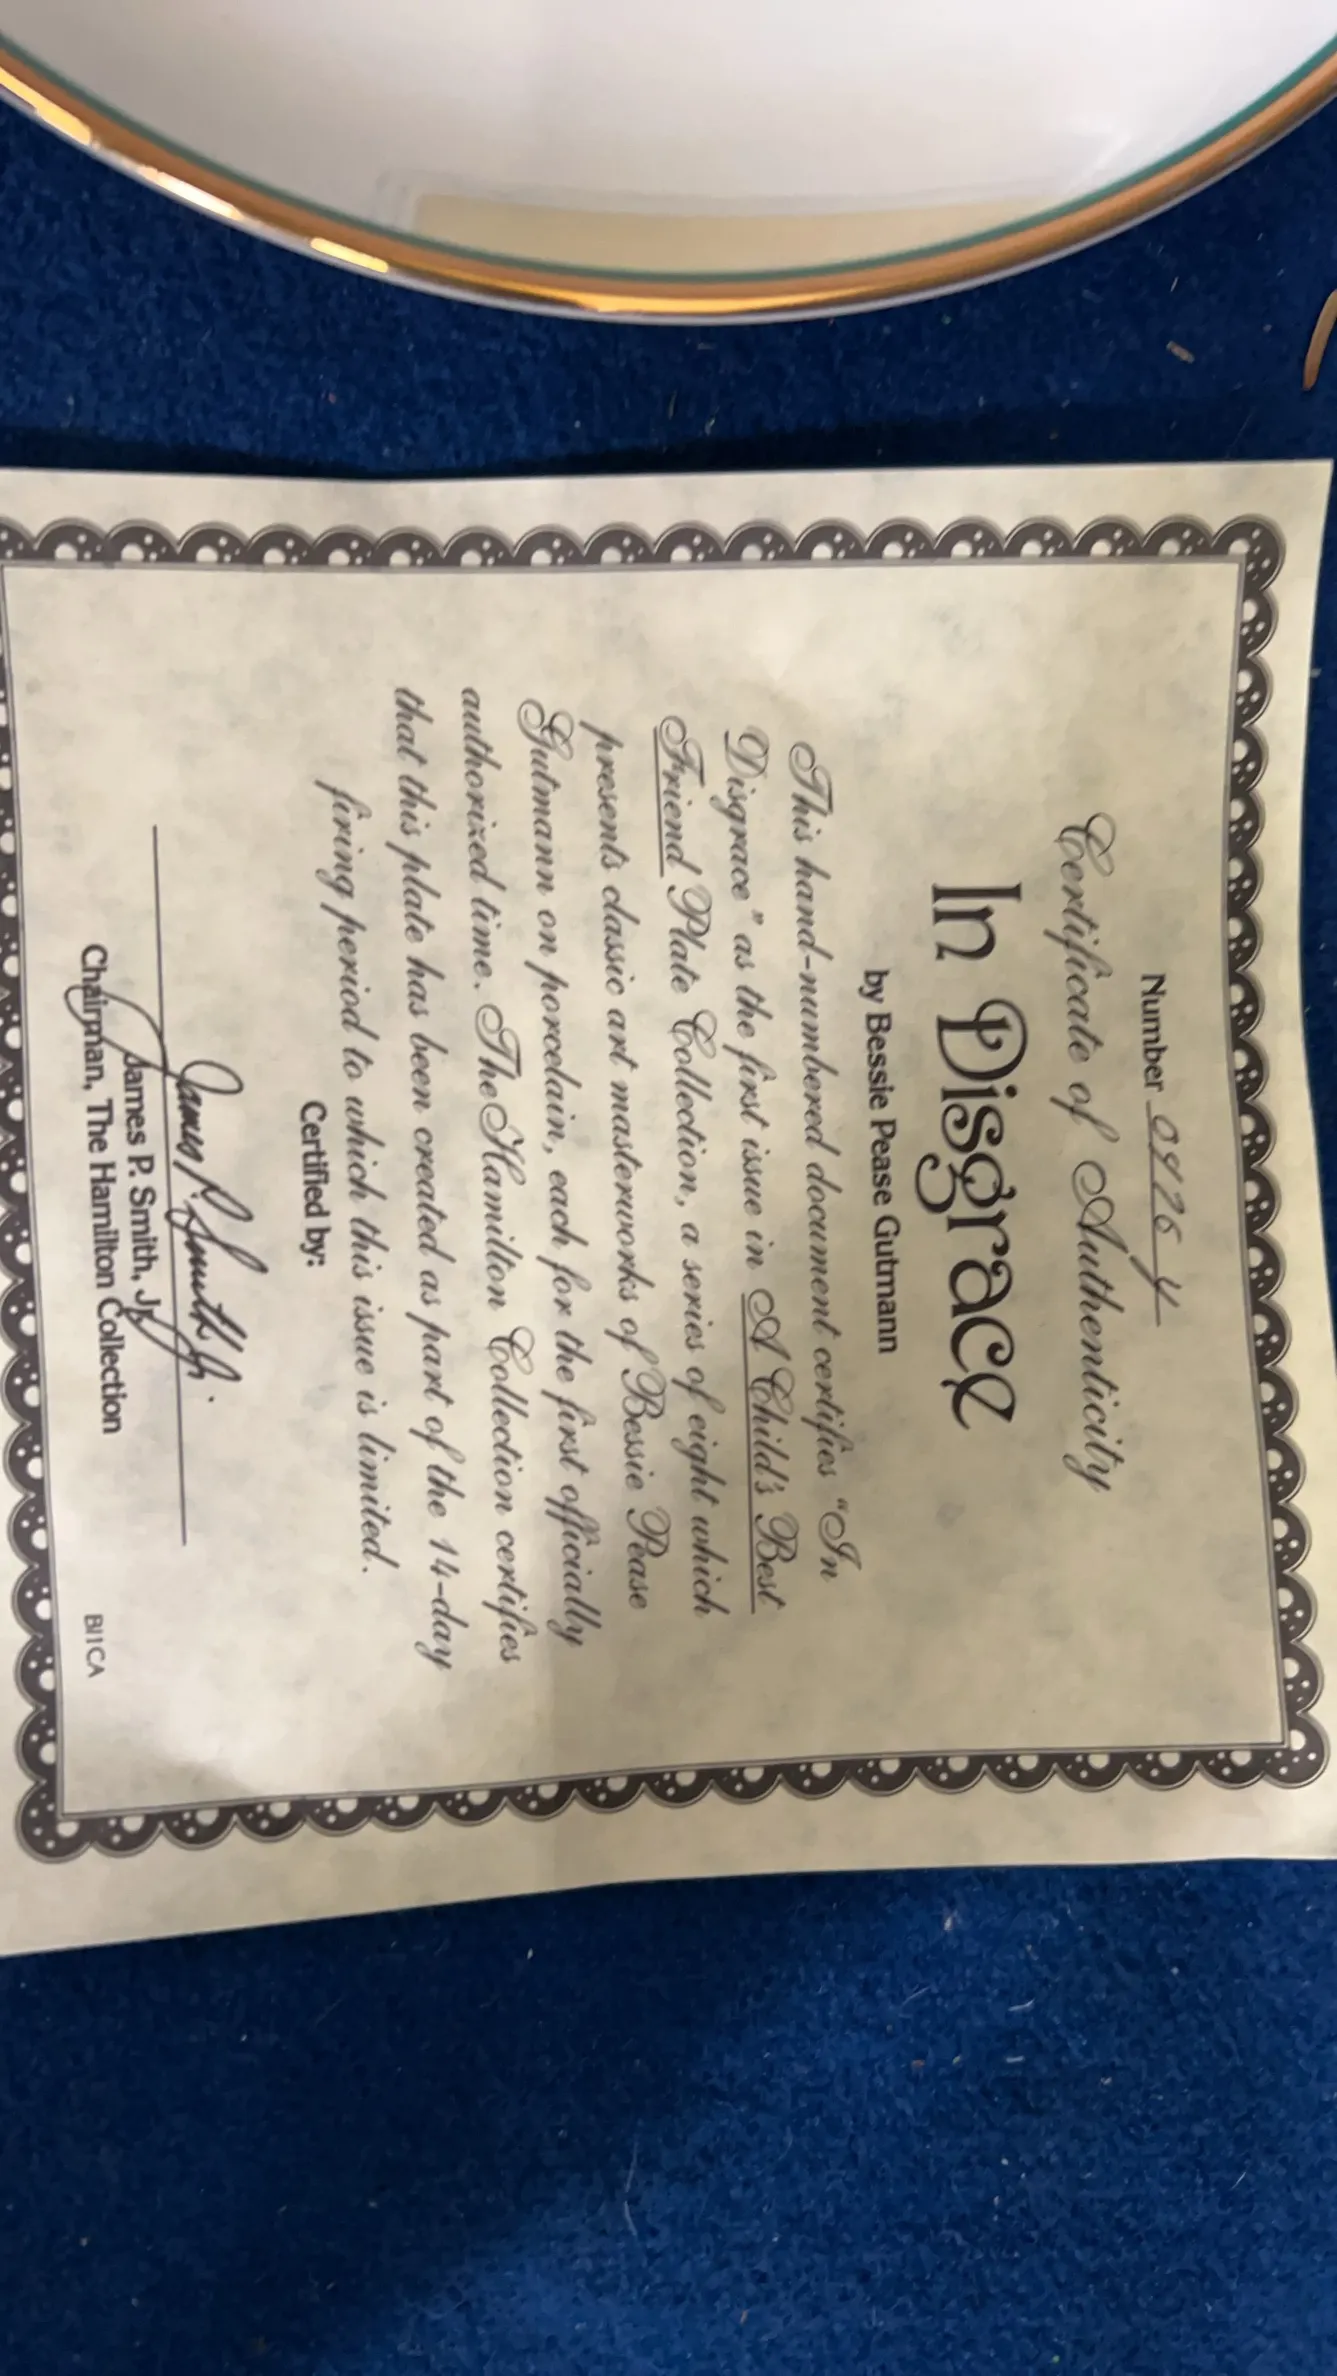 Number
Certificate of Authenticity
In Disgrace
by Bessie Pease Gutmann
This hand-numbered document certifies "In
Disgrace" as the first issue in A Child's Best
Friend Plate Collection, a series of eight which
presents classic art masterworks of Bessie Pease
Gutmann on porcelain, each for the first officially
authorized time. The Hamilton Collection certifies
that this plate has been created as part of the 14-day
firing period to which this issue is limited.
Certified by:
James P. Smith Jr.
James P. Smith, Jr.
Chairman, The Hamilton Collection
BI1CA